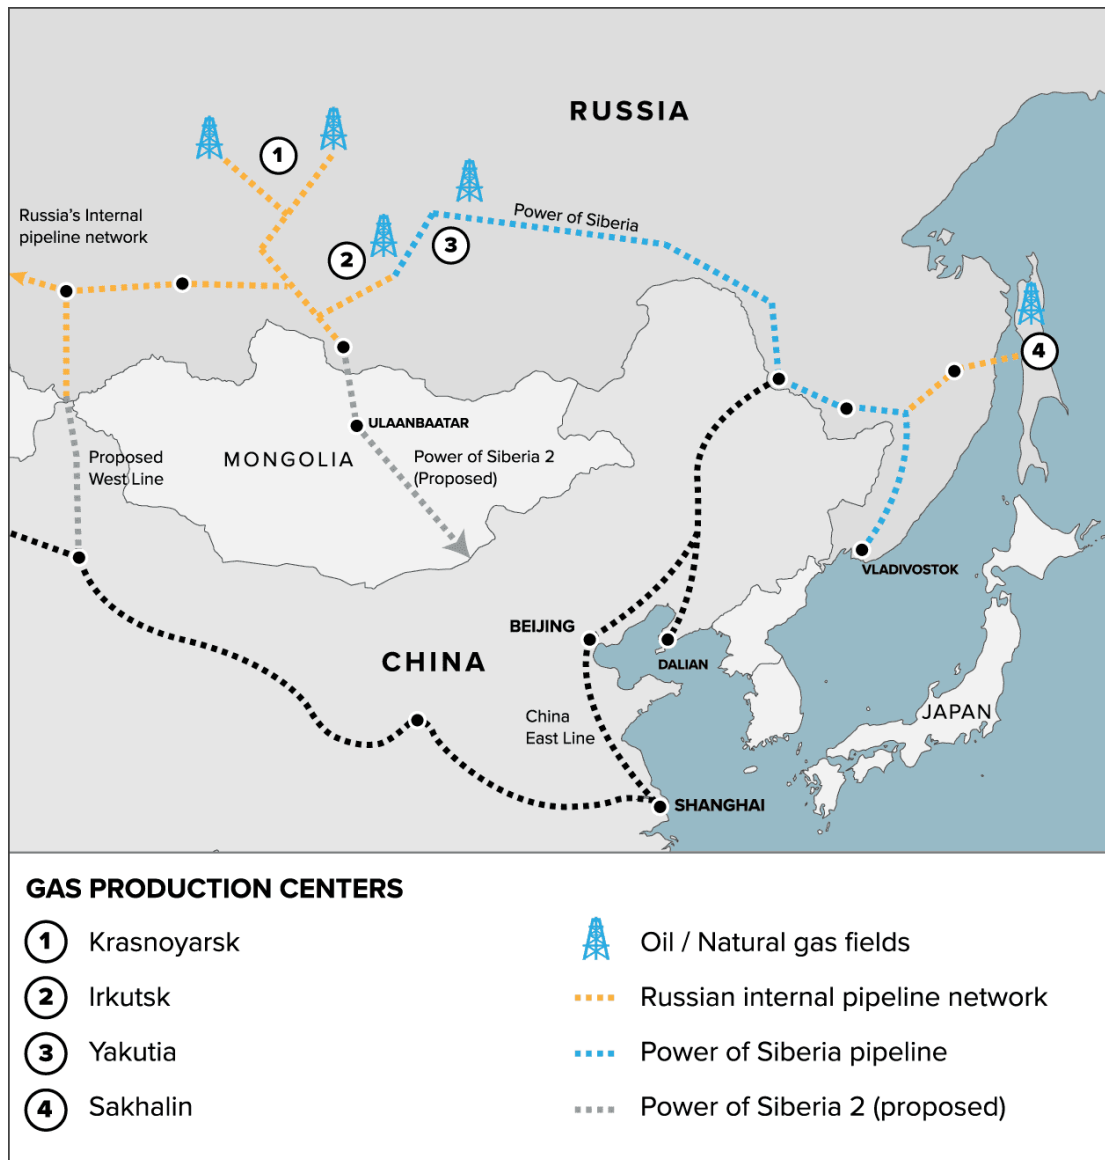 RUSSIA
1
Russia's Internal
pipeline network
Power of Siberia
2
3
4
ULAANBAATAR
MONGOLIA
Proposed
West Line
Power of Siberia 2
(Proposed)
VLADIVOSTOK
BEIJING
DALIAN
CHINA
China
East Line
JAPAN
SHANGHAI
GAS PRODUCTION CENTERS
1 Krasnoyarsk
2 Irkutsk
3 Yakutia
4 Sakhalin
Oil / Natural gas fields
Russian internal pipeline network
Power of Siberia pipeline
Power of Siberia 2 (proposed)